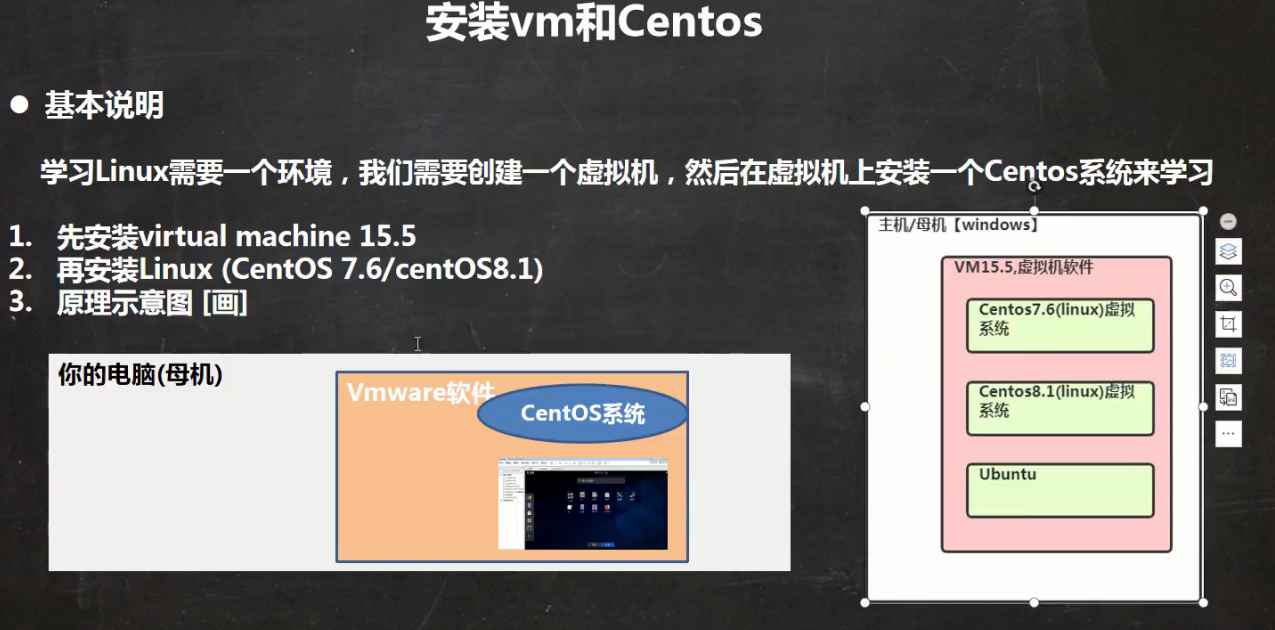 安装vm和Centos
● 基本说明
学习Linux需要一个环境，我们需要创建一个虚拟机，然后在虚拟机上安装一个Centos系统来学习
1. 先安装virtual machine 15.5
2. 再安装Linux (CentOS 7.6/centOS8.1)
3. 原理示意图 [画]
你的电脑(母机)
Vmware软件
CentOS系统
主机/母机【windows】
VM15.5,虚拟机软件
Centos7.6(linux)虚拟
系统
Centos8.1(linux)虚拟
系统
Ubuntu